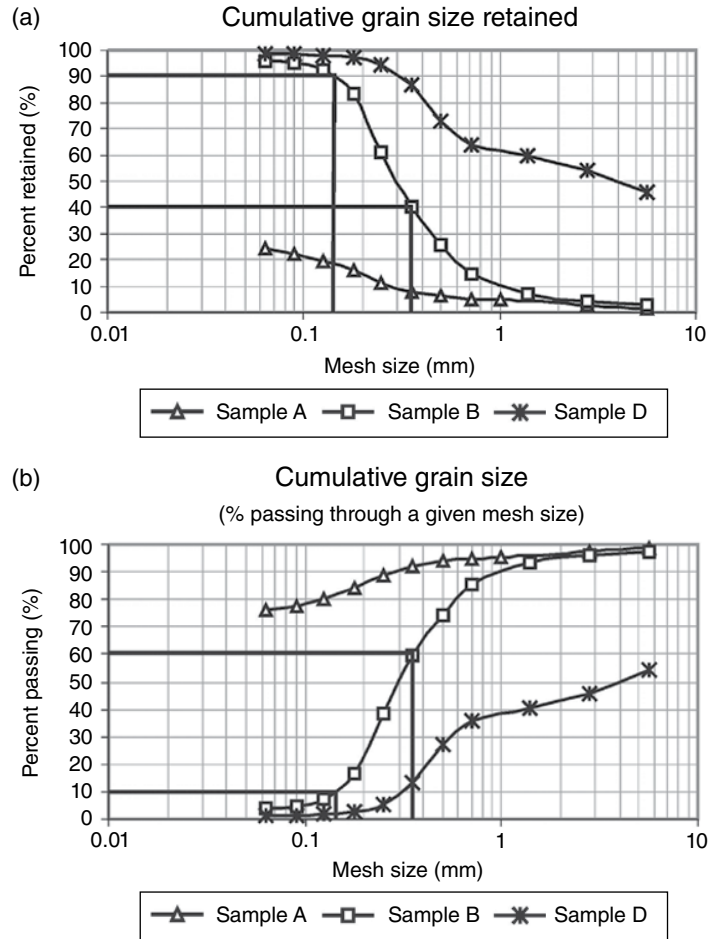 (a)
Cumulative grain size retained
Percent retained (%)
100
90
80
70
60
50
40
30
20
10
0
0.01 0.1 1 10
Mesh size (mm)
Sample A Sample B Sample D
(b)
Cumulative grain size
(% passing through a given mesh size)
Percent passing (%)
100
90
80
70
60
50
40
30
20
10
0
0.01 0.1 1 10
Mesh size (mm)
Sample A Sample B Sample D